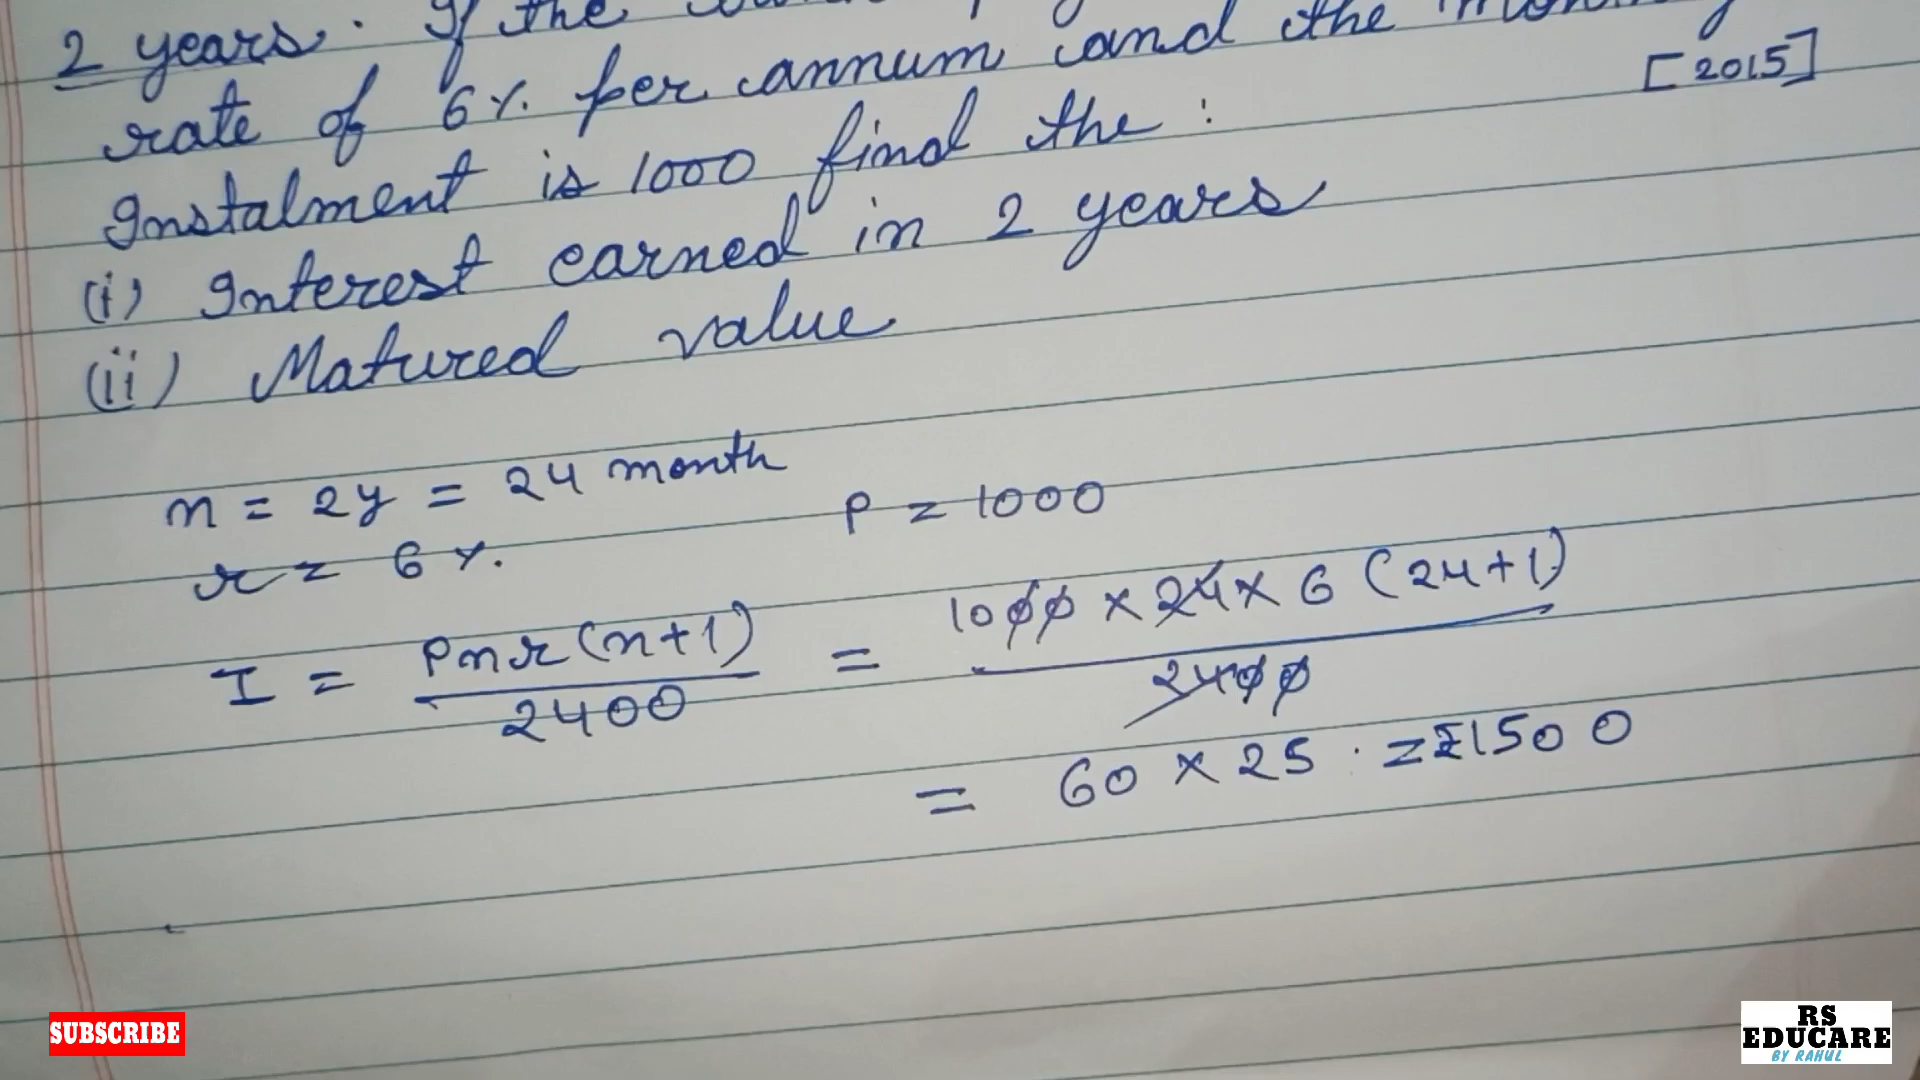 2 years. If the
rate of 6% per annum and the
[2015]
Instalment is 1000 find the :
(i) Interest earned in 2 years
(ii) Matured value
n = 2y = 24 month
r = 6%. P = 1000
I = Pnr(n+1)/2400 = 1000 × 24 × 6 (24+1)/2400
= 60 × 25 = ₹1500
SUBSCRIBE
RS
EDUCARE
BY RAHUL